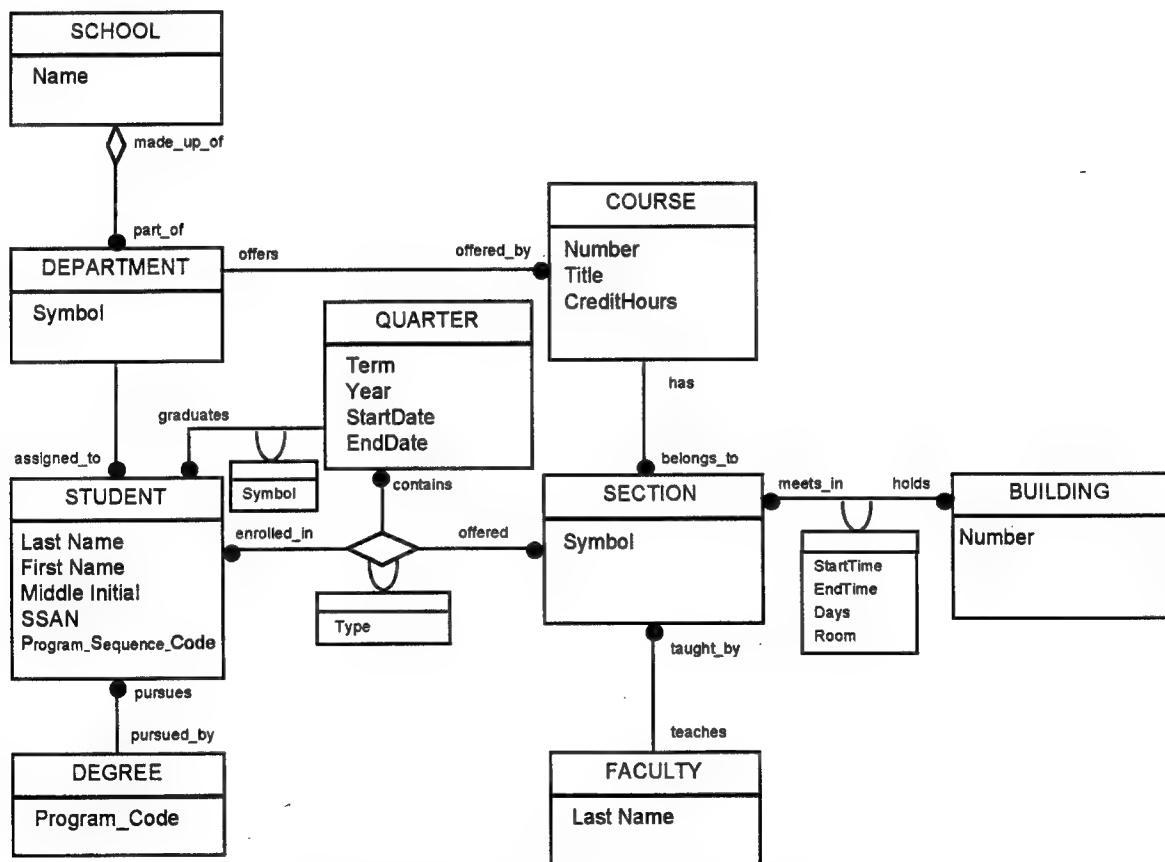 SCHOOL
Name
made_up_of
part_of
DEPARTMENT
Symbol
offers
offered_by
COURSE
Number
Title
CreditHours
QUARTER
Term
Year
StartDate
EndDate
graduates
Symbol
has
assigned_to
contains
belongs_to
STUDENT
Last Name
First Name
Middle Initial
SSAN
Program_Sequence_Code
enrolled_in
offered
Type
SECTION
Symbol
meets_in
holds
StartTime
EndTime
Days
Room
BUILDING
Number
taught_by
teaches
pursues
pursued_by
DEGREE
Program_Code
FACULTY
Last Name